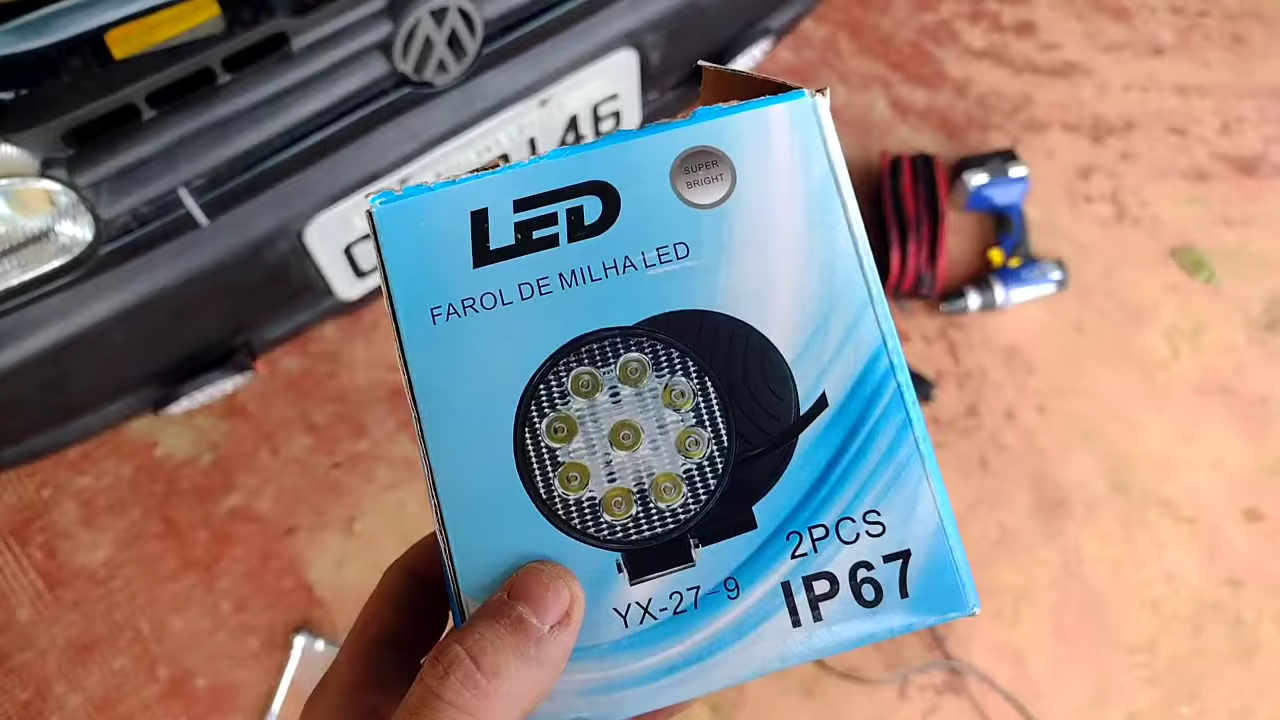 LED
SUPER
BRIGHT
FAROL DE MILHA LED
2PCS
YX-27-9
IP67